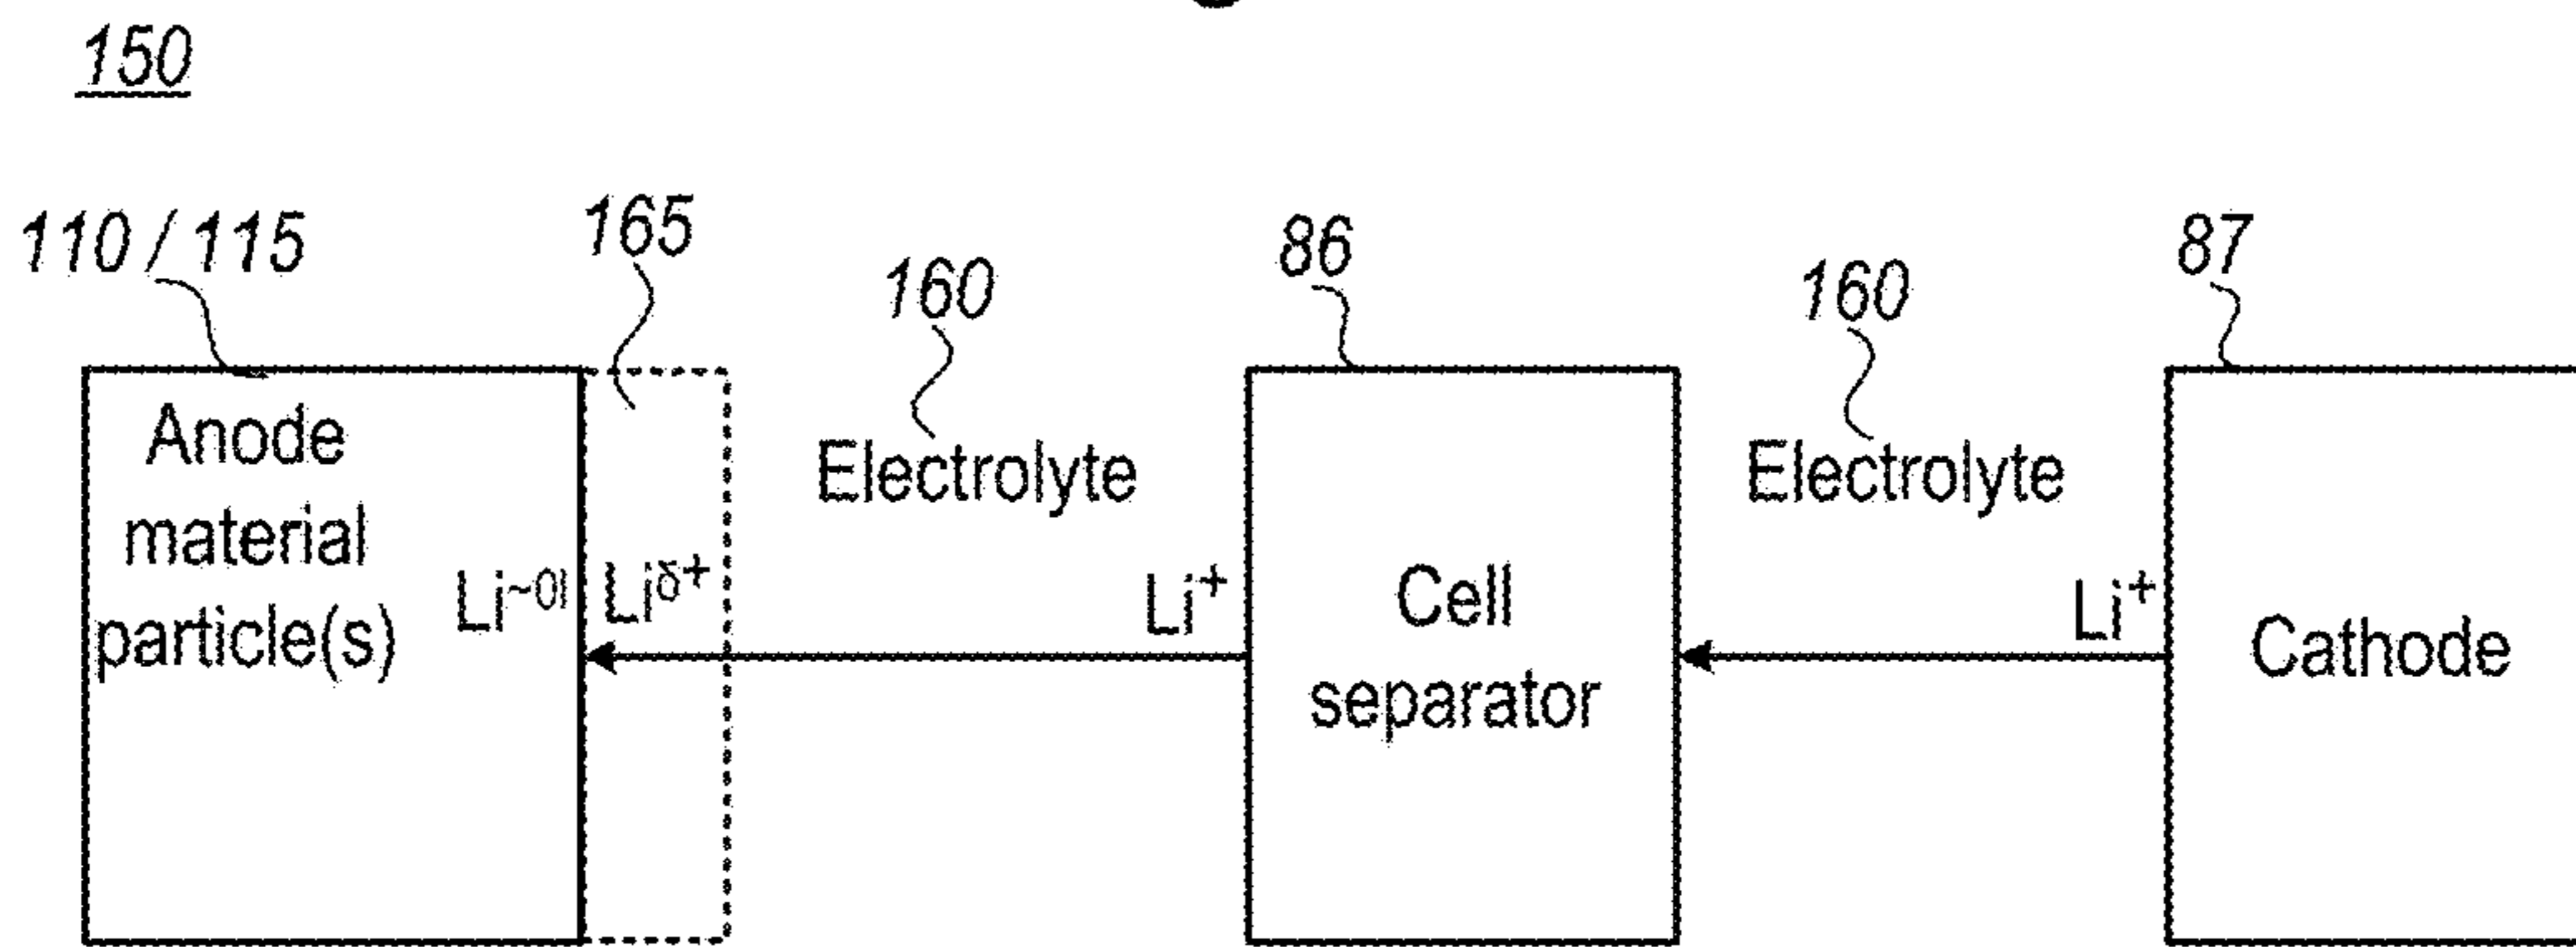 150
110 / 115
165
160
86
160
87
Anode
material
particle(s)
Li~0l
Liδ+
Electrolyte
Li+
Cell
separator
Electrolyte
Li+
Cathode